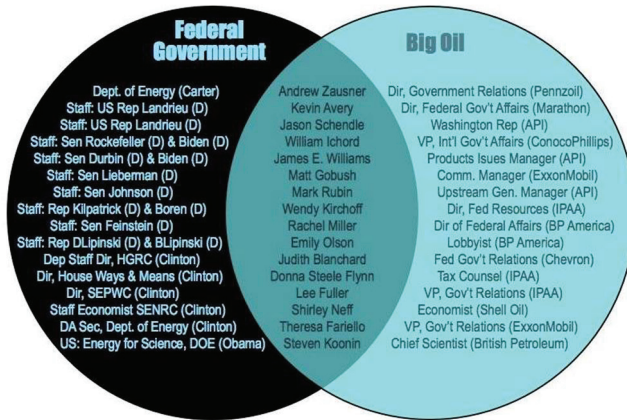 Federal
Government
Big Oil
Dept. of Energy (Carter) Andrew Zausner Dir, Government Relations (Pennzoil)
Staff: US Rep Landrieu (D) Kevin Avery Dir, Federal Gov't Affairs (Marathon)
Staff: US Rep Landrieu (D) Jason Schendle Washington Rep (API)
Staff: Sen Rockefeller (D) & Biden (D) William Ichord VP, Int'l Gov't Affairs (ConocoPhillips)
Staff: Sen Durbin (D) & Biden (D) James E. Williams Products Isues Manager (API)
Staff: Sen Lieberman (D) Matt Gobush Comm. Manager (ExxonMobil)
Staff: Sen Johnson (D) Mark Rubin Upstream Gen. Manager (API)
Staff: Rep Kilpatrick (D) & Boren (D) Wendy Kirchoff Dir, Fed Resources (IPAA)
Staff: Sen Feinstein (D) Rachel Miller Dir of Federal Affairs (BP America)
Staff: Rep DLipinski (D) & BLipinski (D) Emily Olson Lobbyist (BP America)
Dep Staff Dir, HGRC (Clinton) Judith Blanchard Fed Gov't Relations (Chevron)
Dir, House Ways & Means (Clinton) Donna Steele Flynn Tax Counsel (IPAA)
Dir, SEPWC (Clinton) Lee Fuller VP, Gov't Relations (IPAA)
Staff Economist SENRC (Clinton) Shirley Neff Economist (Shell Oil)
DA Sec, Dept. of Energy (Clinton) Theresa Fariello VP, Gov't Relations (ExxonMobil)
US: Energy for Science, DOE (Obama) Steven Koonin Chief Scientist (British Petroleum)